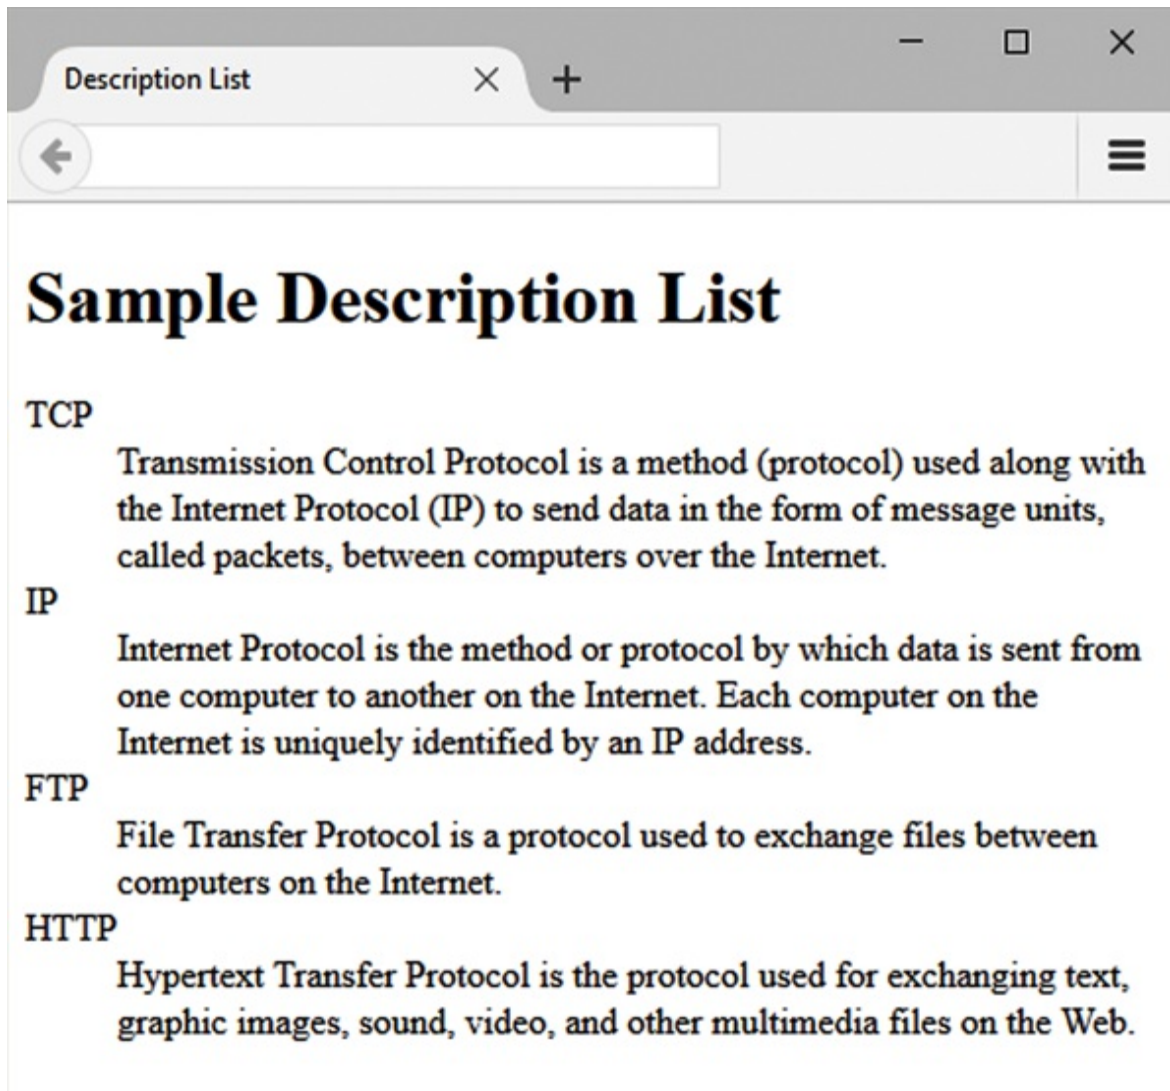 Description List
Sample Description List
TCP
Transmission Control Protocol is a method (protocol) used along with
the Internet Protocol (IP) to send data in the form of message units,
called packets, between computers over the Internet.
IP
Internet Protocol is the method or protocol by which data is sent from
one computer to another on the Internet. Each computer on the
Internet is uniquely identified by an IP address.
FTP
File Transfer Protocol is a protocol used to exchange files between
computers on the Internet.
HTTP
Hypertext Transfer Protocol is the protocol used for exchanging text,
graphic images, sound, video, and other multimedia files on the Web.